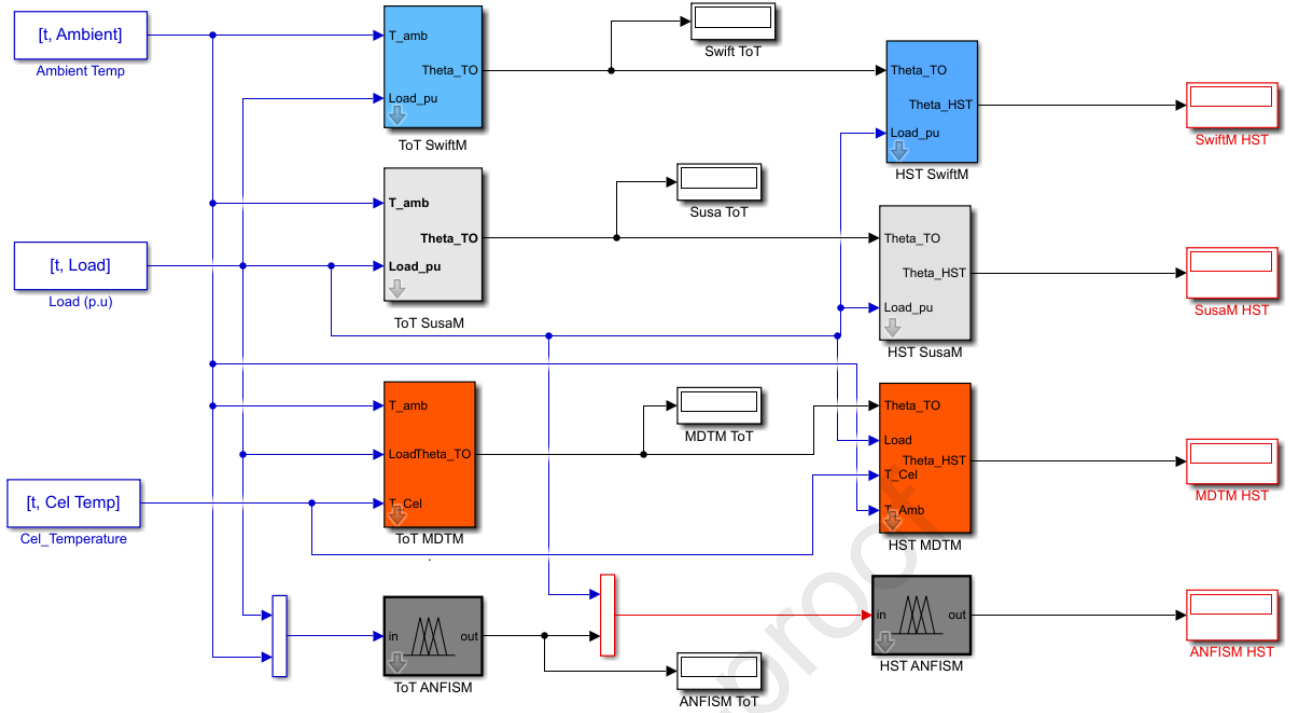 [t, Ambient]
Ambient Temp
T_amb
Theta_TO
Load_pu
ToT SwiftM
Swift ToT
Theta_TO
Theta_HST
Load_pu
HST SwiftM
SwiftM HST
T_amb
Theta_TO
Load_pu
ToT SusaM
Susa ToT
[t, Load]
Load (p.u)
Theta_TO
Theta_HST
Load_pu
HST SusaM
SusaM HST
T_amb
LoadTheta_TO
T_Cel
ToT MDTM
MDTM ToT
[t, Cel Temp]
Cel_Temperature
Theta_TO
Load
Theta_HST
T_Cel
T_Amb
HST MDTM
MDTM HST
in
out
ToT ANFISM
ANFISM ToT
in
out
HST ANFISM
ANFISM HST
proof